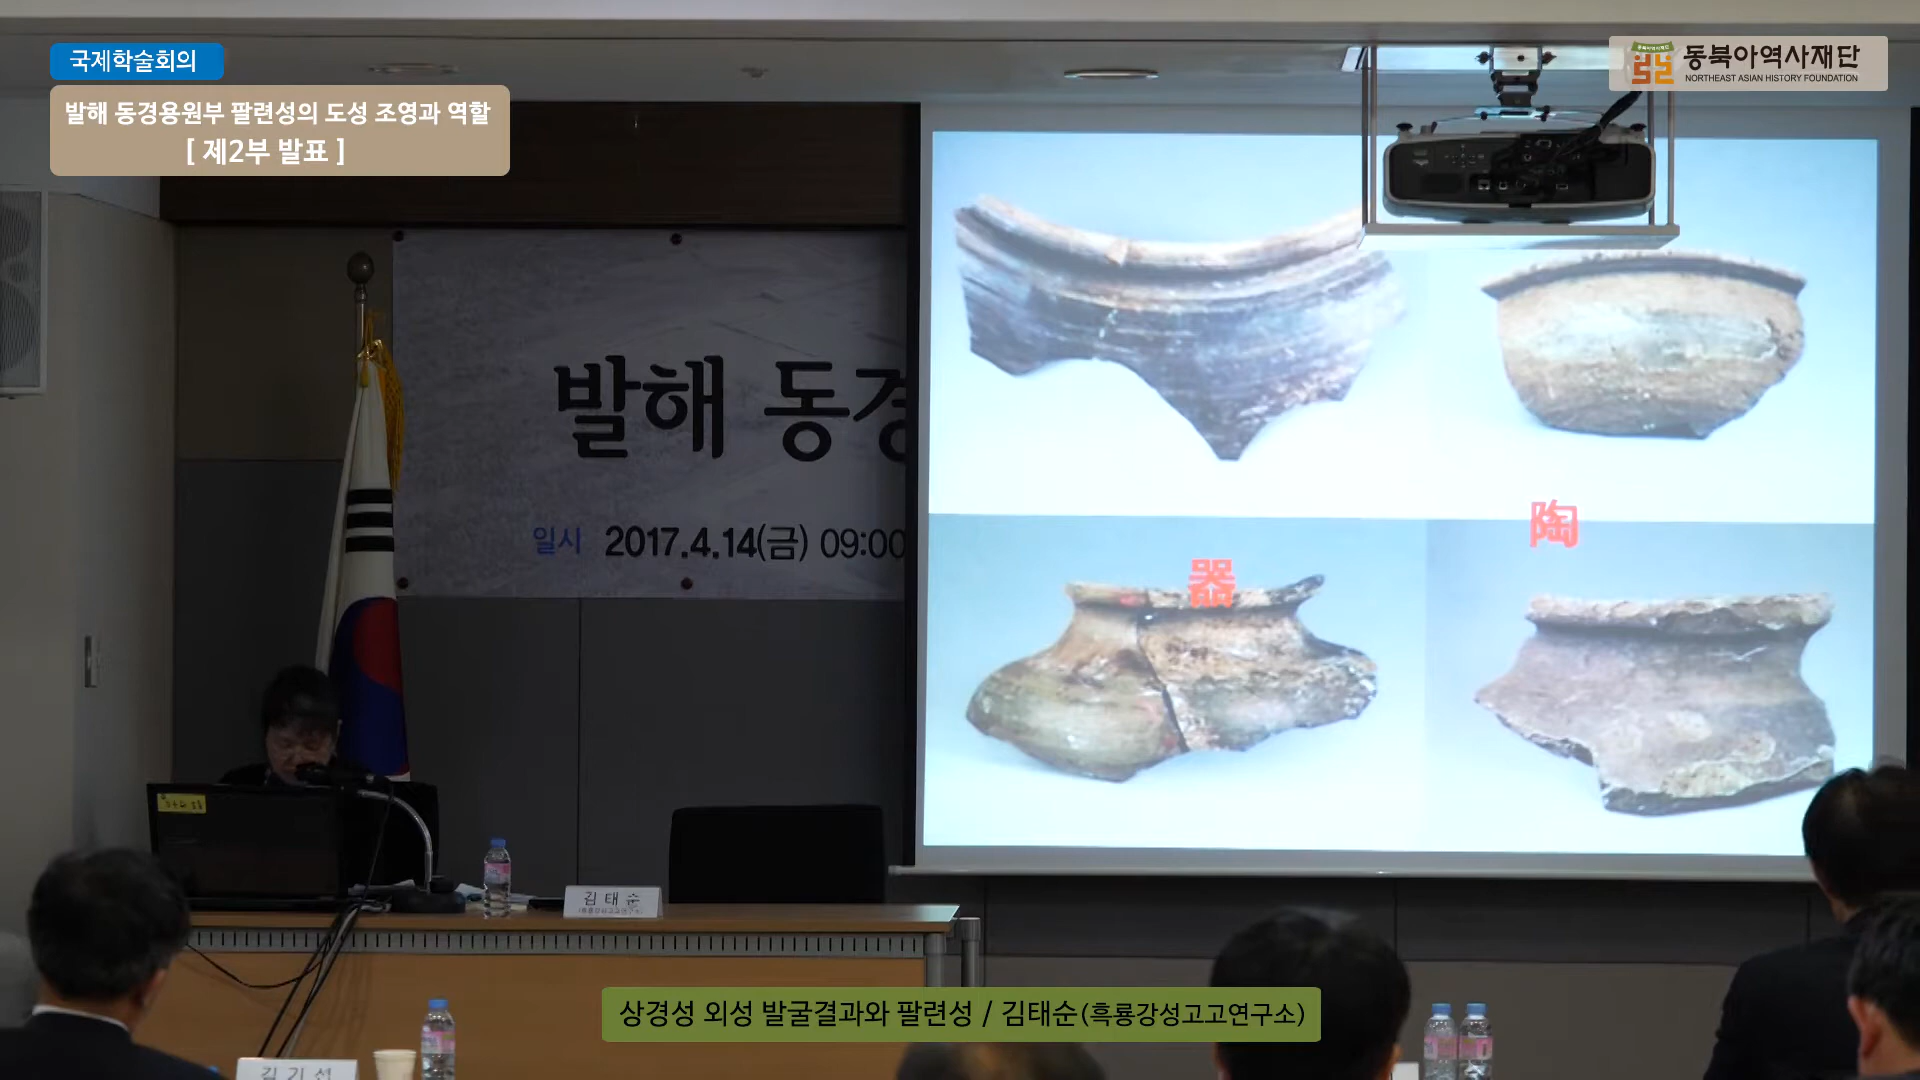 국제학술회의
발해 동경용원부 팔련성의 도성 조영과 역할
[ 제2부 발표 ]
동북아역사재단
NORTHEAST ASIAN HISTORY FOUNDATION
발해 동경
일시 2017.4.14(금) 09:00
陶
器
김태순
김기섭
상경성 외성 발굴결과와 팔련성 / 김태순(흑룡강성고고연구소)